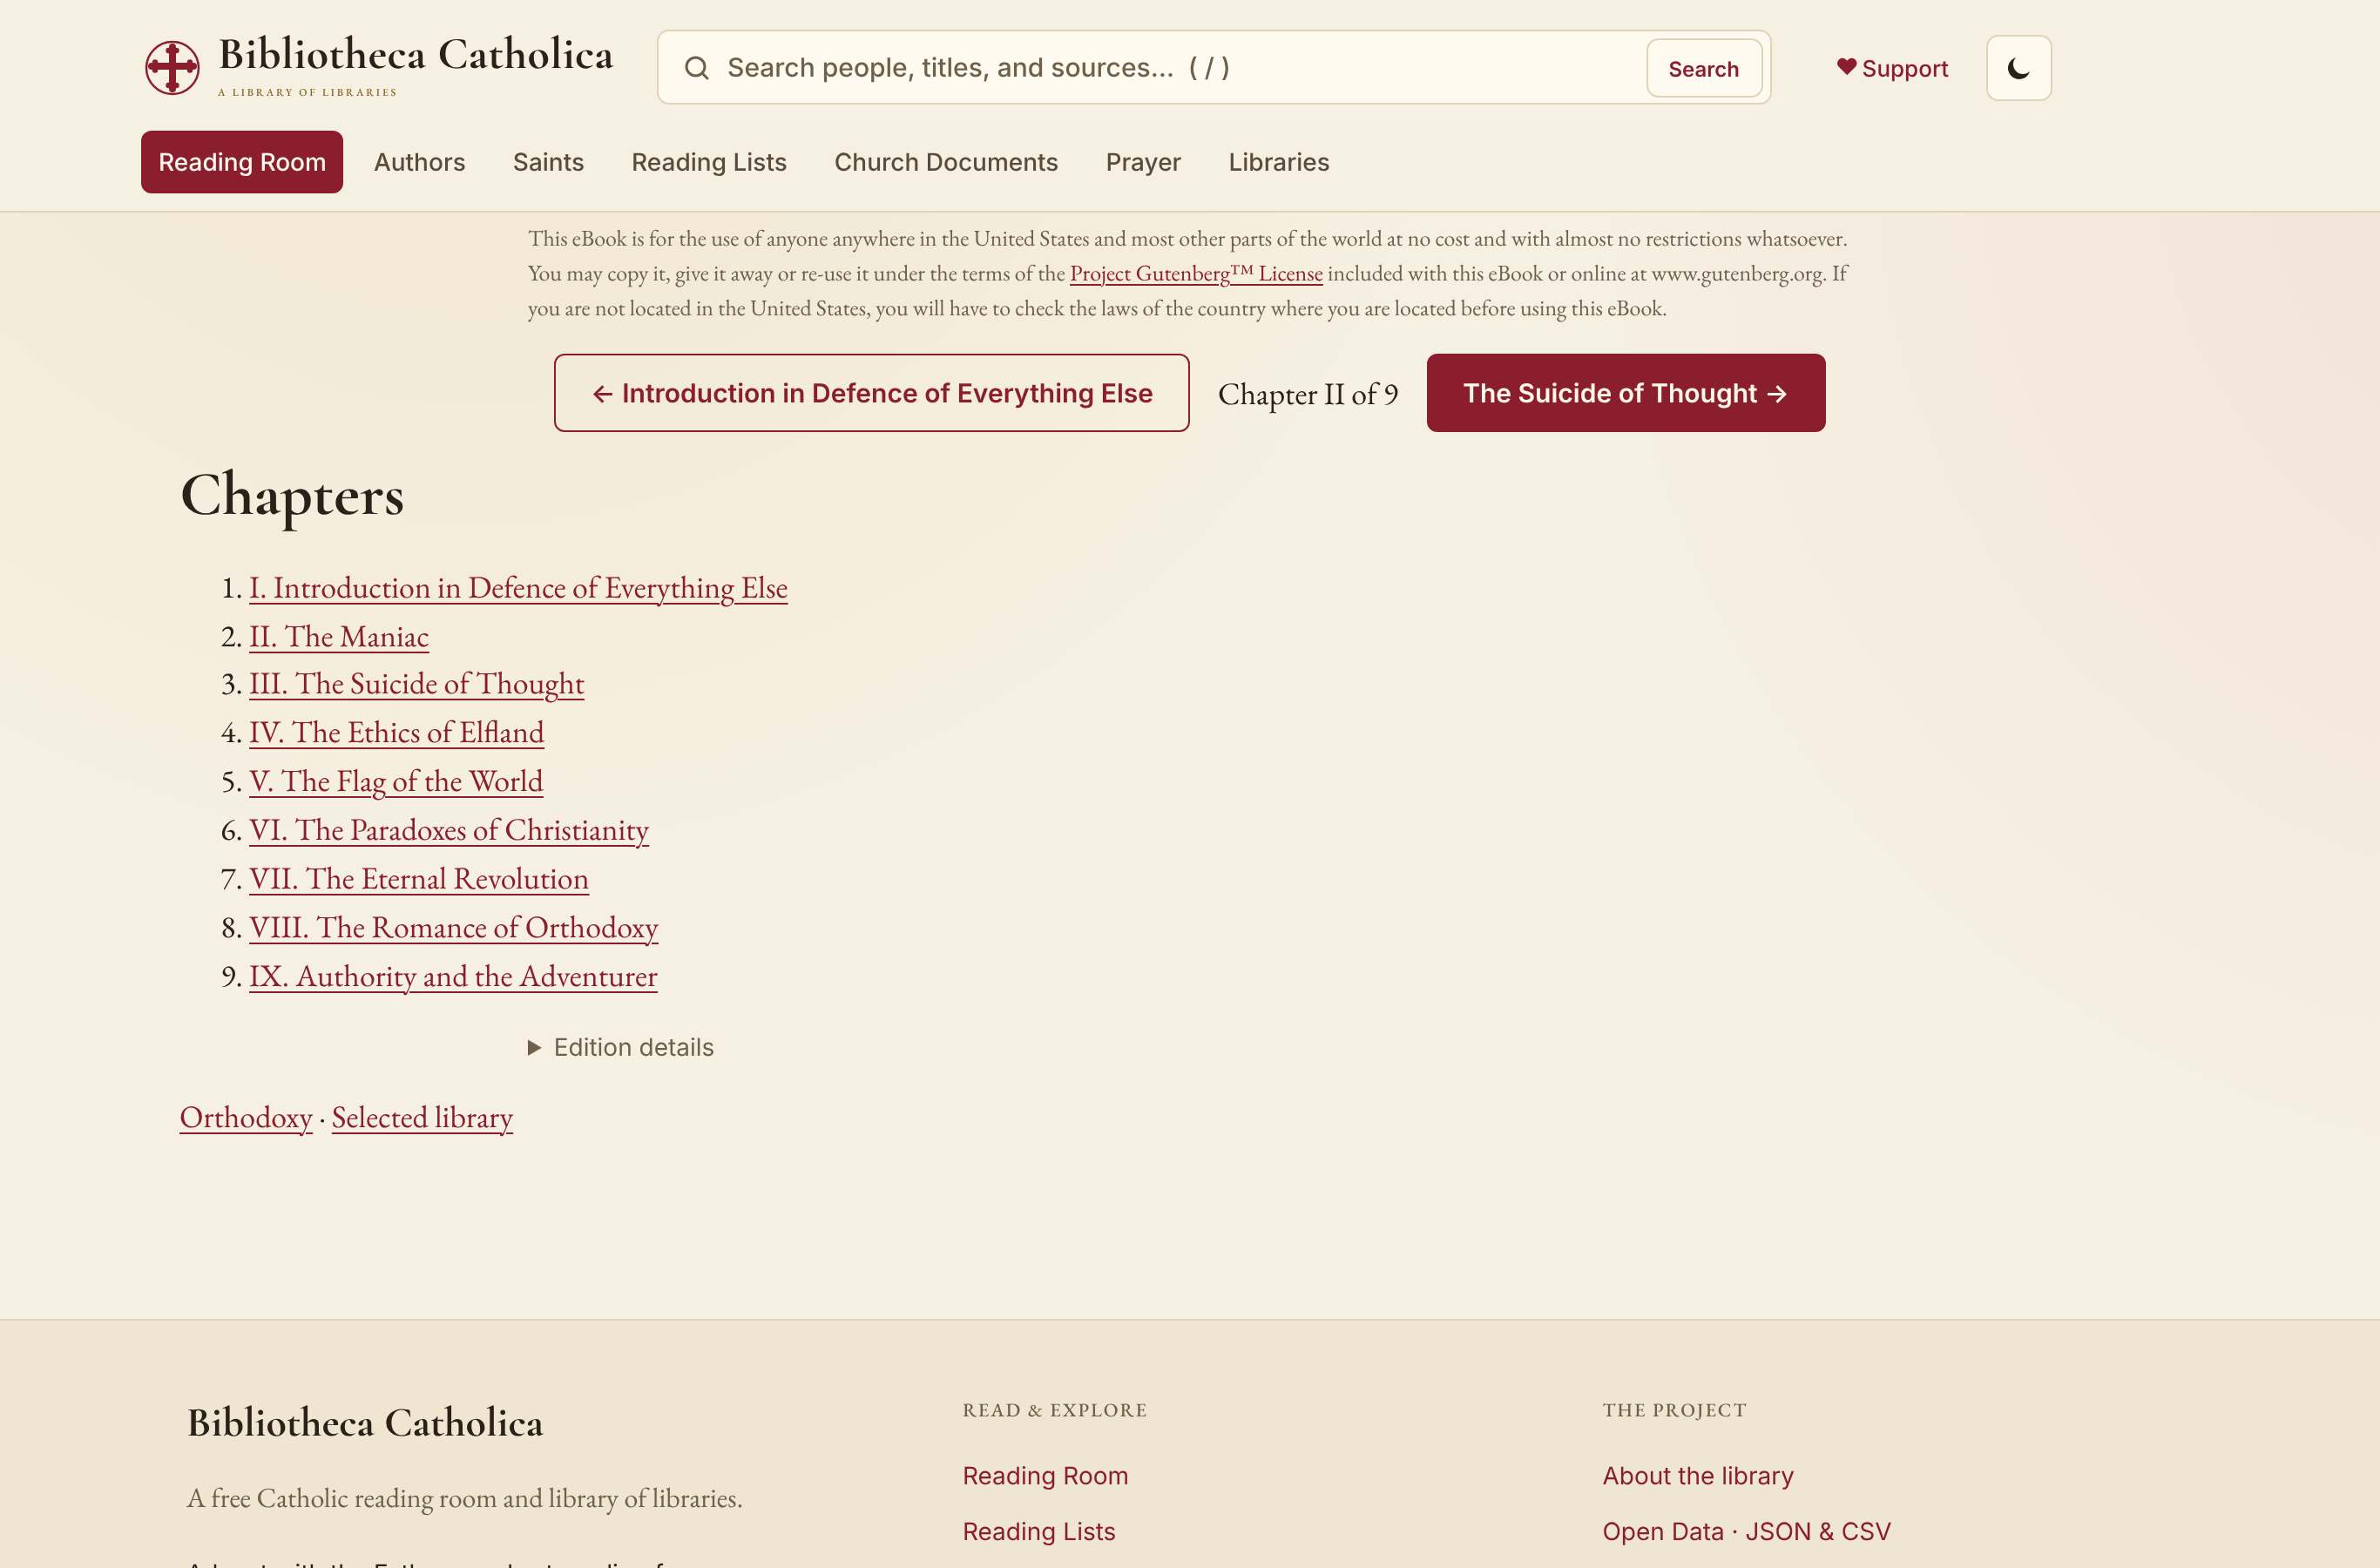 Bibliotheca Catholica
A LIBRARY OF LIBRARIES
Search people, titles, and sources... ( / )
Search
Support
Reading Room
Authors
Saints
Reading Lists
Church Documents
Prayer
Libraries
This eBook is for the use of anyone anywhere in the United States and most other parts of the world at no cost and with almost no restrictions whatsoever.
You may copy it, give it away or re-use it under the terms of the Project Gutenberg™ License included with this eBook or online at www.gutenberg.org. If
you are not located in the United States, you will have to check the laws of the country where you are located before using this eBook.
← Introduction in Defence of Everything Else
Chapter II of 9
The Suicide of Thought →
Chapters
1. I. Introduction in Defence of Everything Else
2. II. The Maniac
3. III. The Suicide of Thought
4. IV. The Ethics of Elfland
5. V. The Flag of the World
6. VI. The Paradoxes of Christianity
7. VII. The Eternal Revolution
8. VIII. The Romance of Orthodoxy
9. IX. Authority and the Adventurer
▶ Edition details
Orthodoxy · Selected library
Bibliotheca Catholica
A free Catholic reading room and library of libraries.
READ & EXPLORE
Reading Room
Reading Lists
THE PROJECT
About the library
Open Data · JSON & CSV